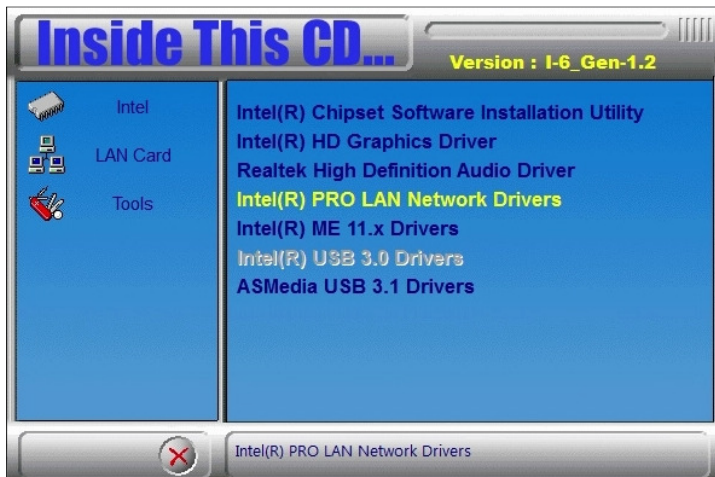 Inside This CD...
Version : I-6_Gen-1.2
Intel
LAN Card
Tools
Intel(R) Chipset Software Installation Utility
Intel(R) HD Graphics Driver
Realtek High Definition Audio Driver
Intel(R) PRO LAN Network Drivers
Intel(R) ME 11.x Drivers
Intel(R) USB 3.0 Drivers
ASMedia USB 3.1 Drivers
Intel(R) PRO LAN Network Drivers